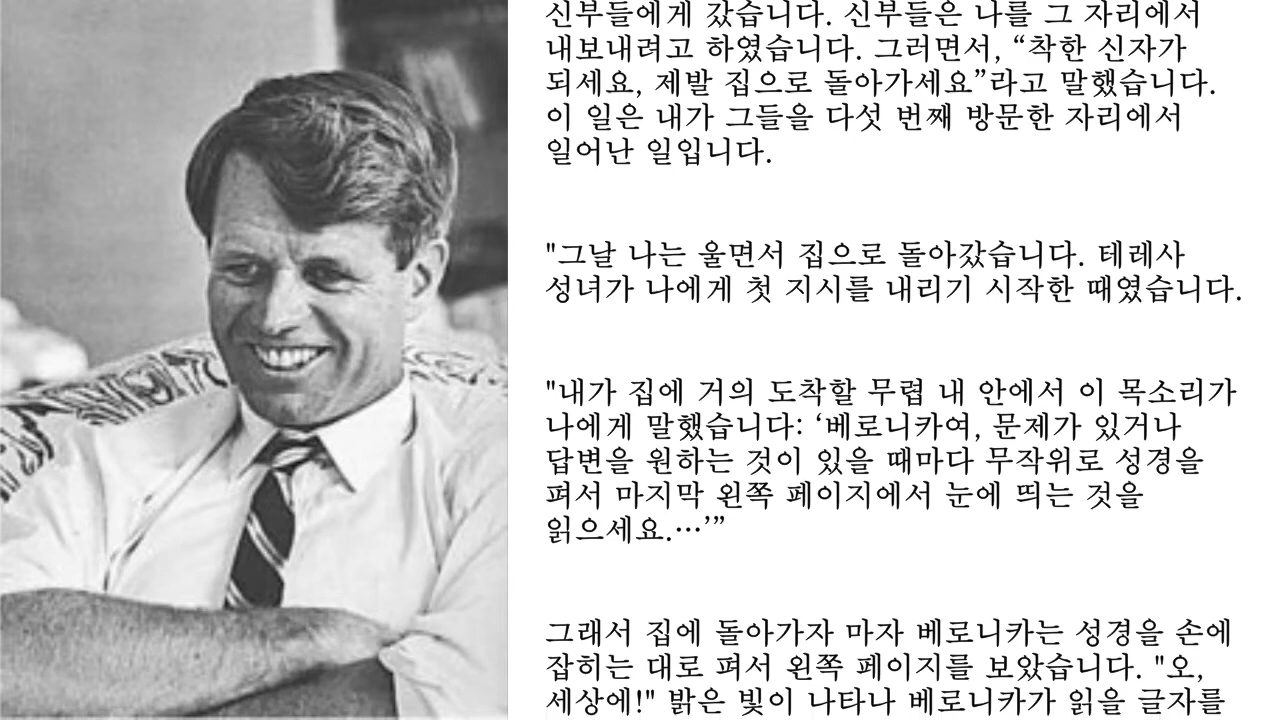 신부들에게 갔습니다. 신부들은 나를 그 자리에서
내보내려고 하였습니다. 그러면서, “착한 신자가
되세요, 제발 집으로 돌아가세요”라고 말했습니다.
이 일은 내가 그들을 다섯 번째 방문한 자리에서
일어난 일입니다.
"그날 나는 울면서 집으로 돌아갔습니다. 테레사
성녀가 나에게 첫 지시를 내리기 시작한 때였습니다.
"내가 집에 거의 도착할 무렵 내 안에서 이 목소리가
나에게 말했습니다: ‘베로니카여, 문제가 있거나
답변을 원하는 것이 있을 때마다 무작위로 성경을
펴서 마지막 왼쪽 페이지에서 눈에 띄는 것을
읽으세요.…’”
그래서 집에 돌아가자 마자 베로니카는 성경을 손에
잡히는 대로 펴서 왼쪽 페이지를 보았습니다. "오,
세상에!" 밝은 빛이 나타나 베로니카가 읽을 글자를